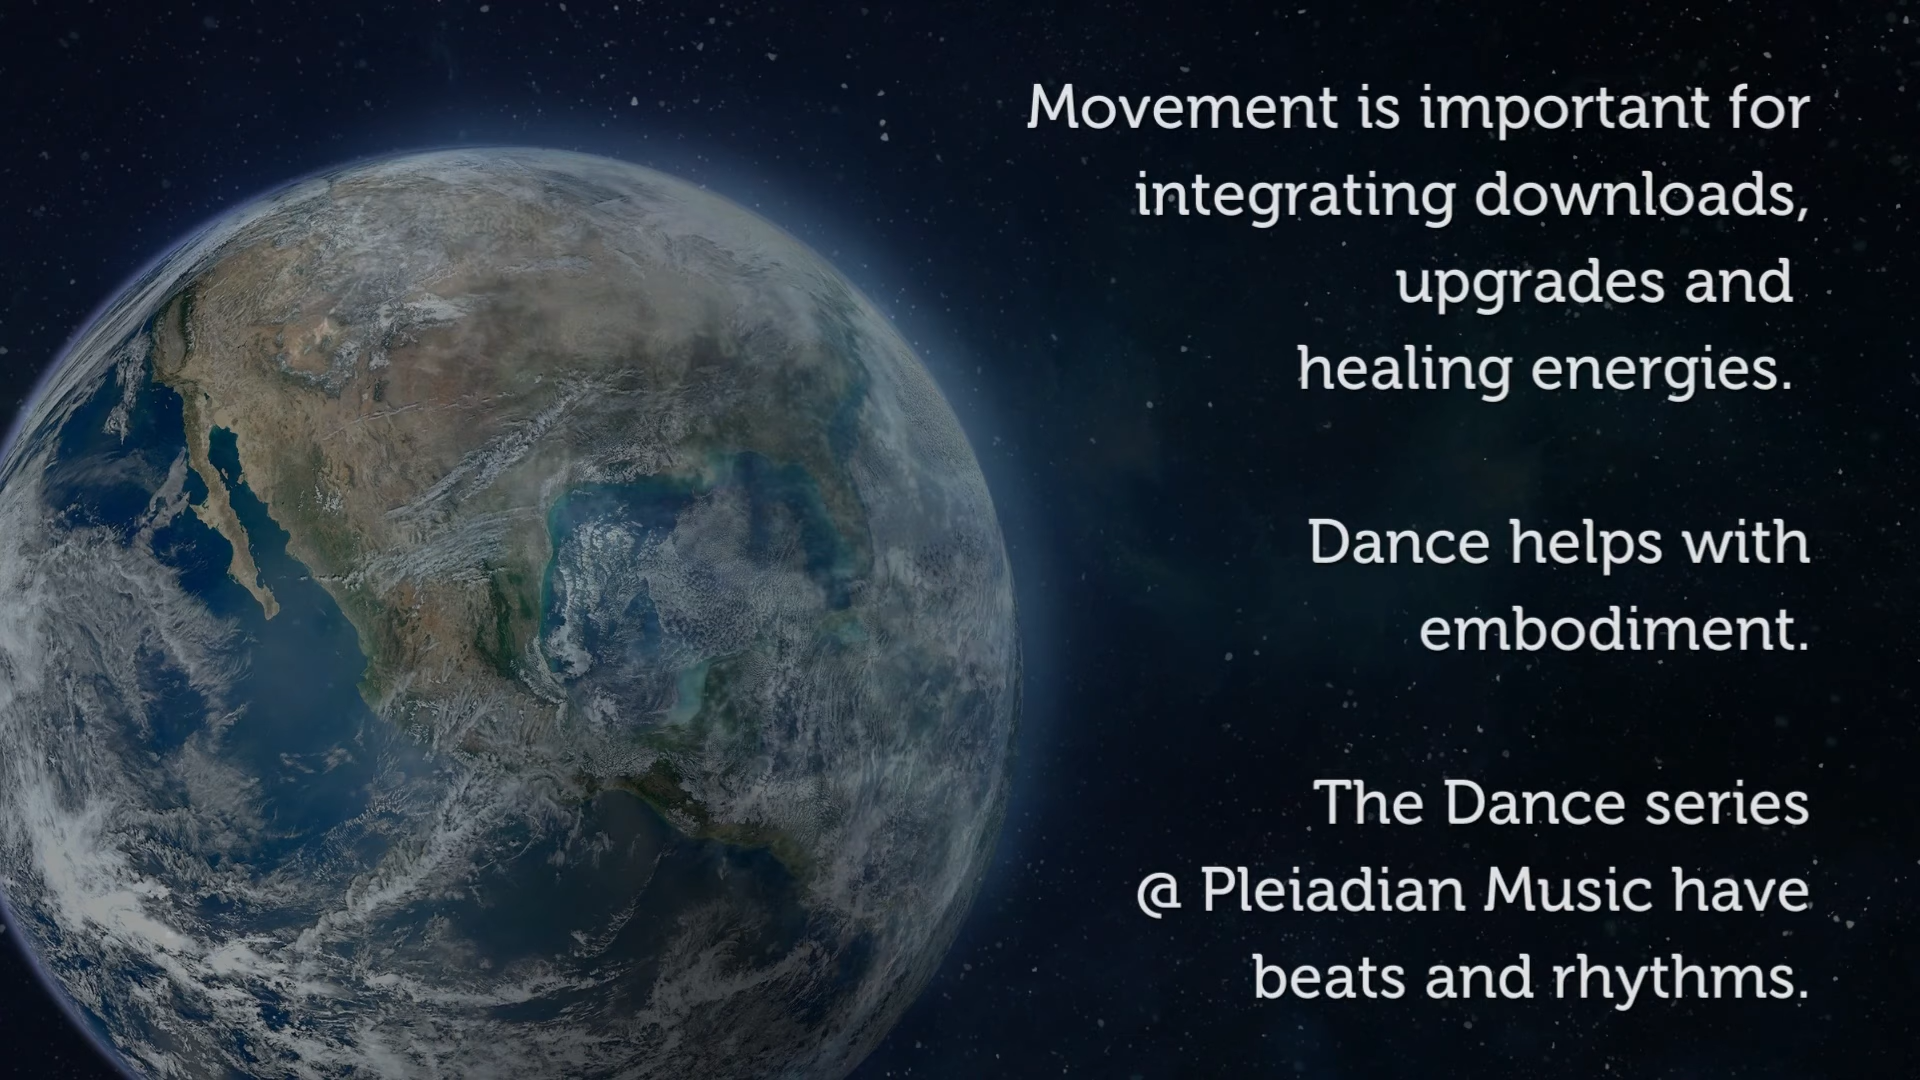 Movement is important for
integrating downloads,
upgrades and
healing energies.
Dance helps with
embodiment.
The Dance series
@ Pleiadian Music have
beats and rhythms.